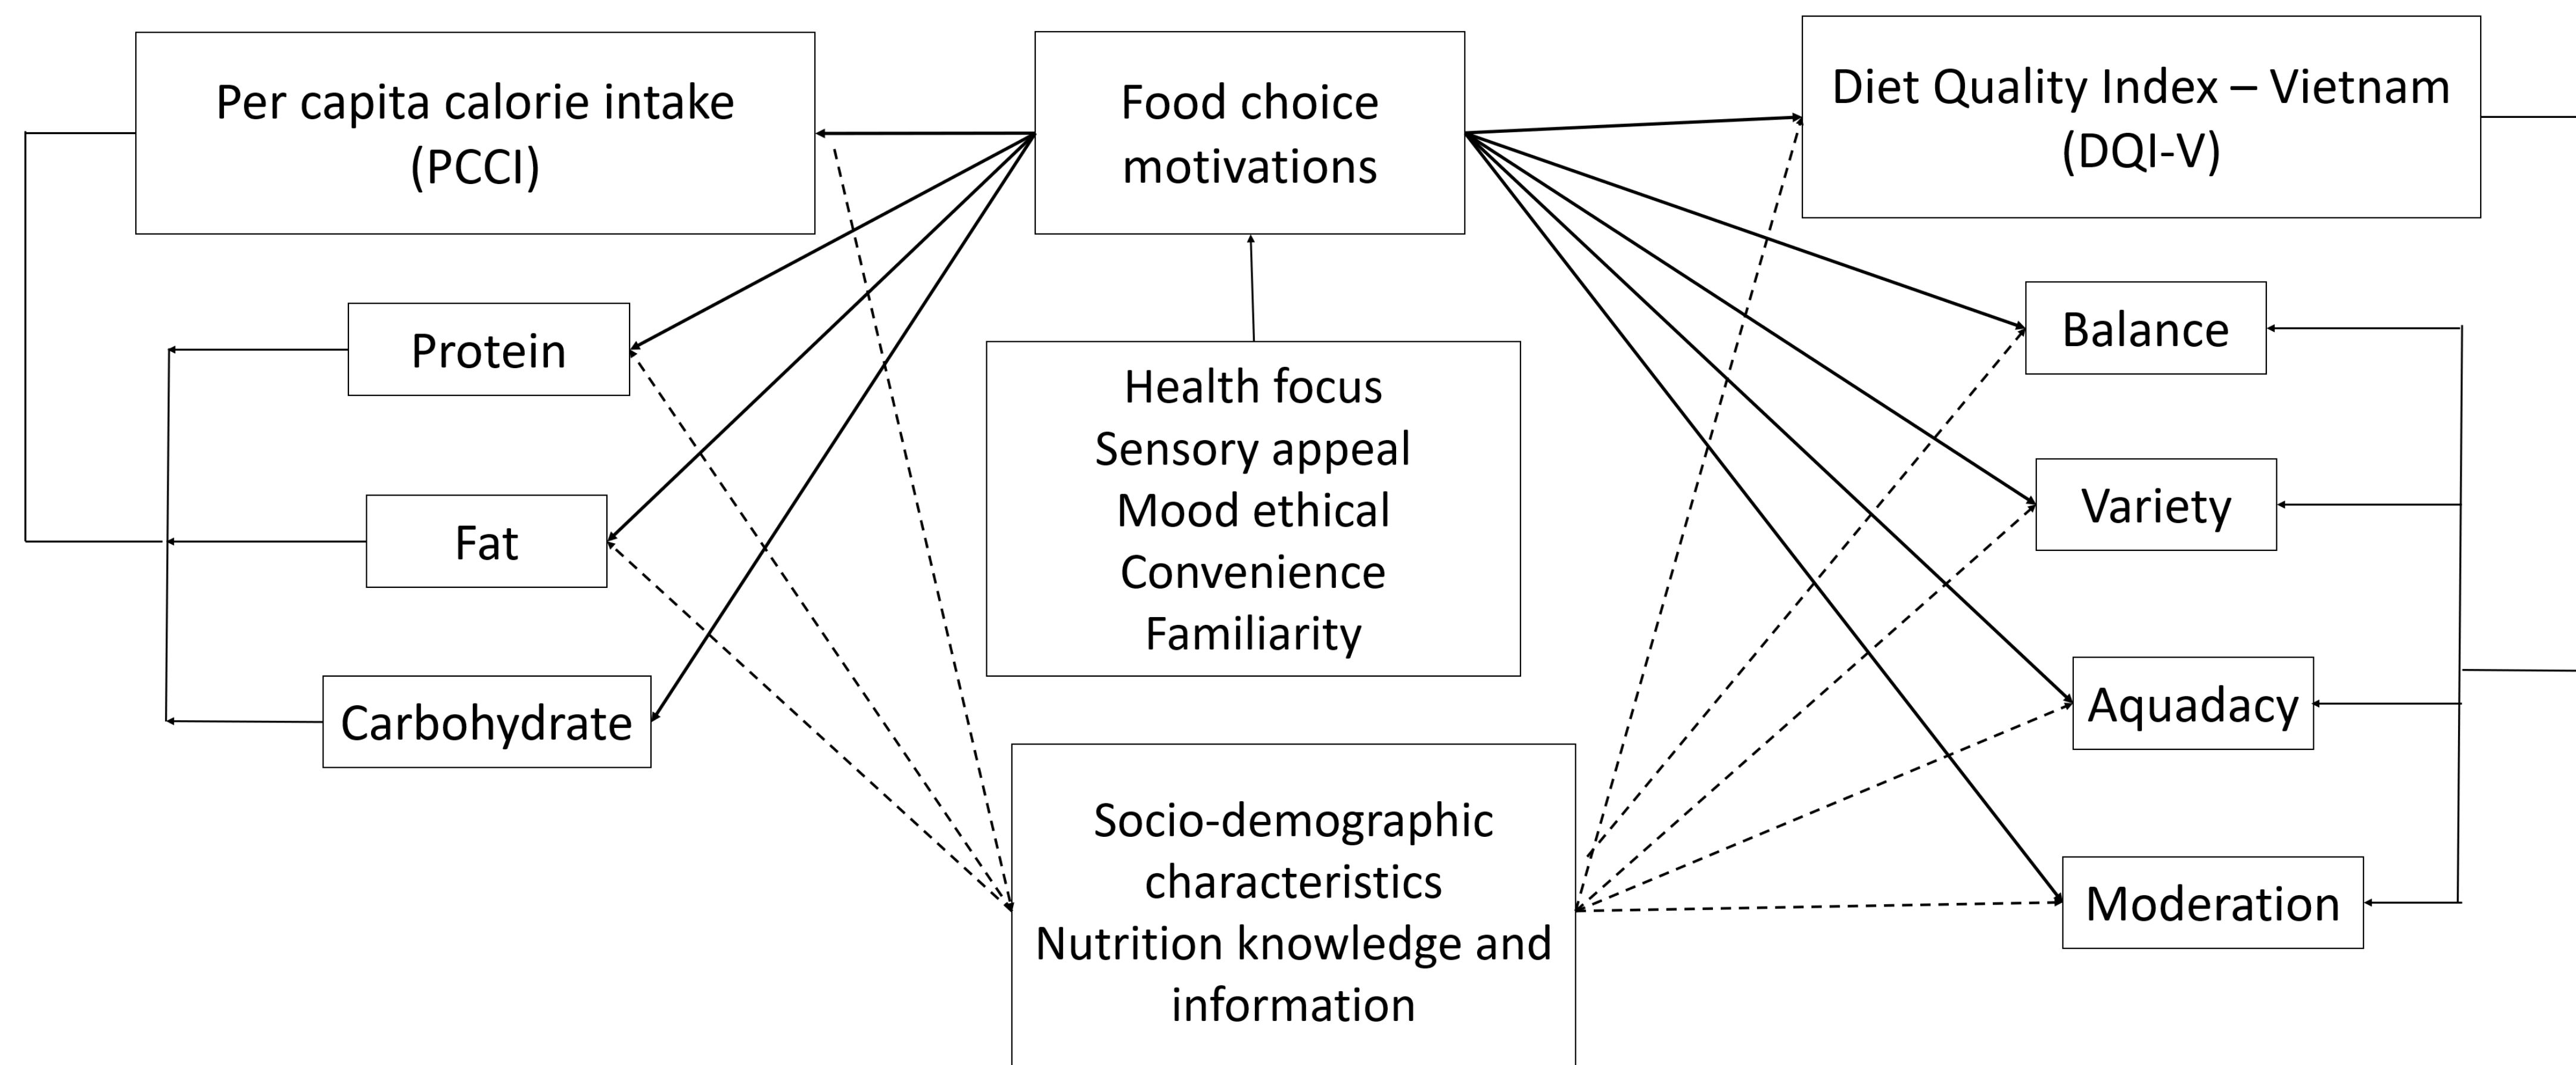 Per capita calorie intake
(PCCI)
Food choice
motivations
Diet Quality Index – Vietnam
(DQI-V)
Protein
Fat
Carbohydrate
Health focus
Sensory appeal
Mood ethical
Convenience
Familiarity
Balance
Variety
Aquadacy
Moderation
Socio-demographic
characteristics
Nutrition knowledge and
information